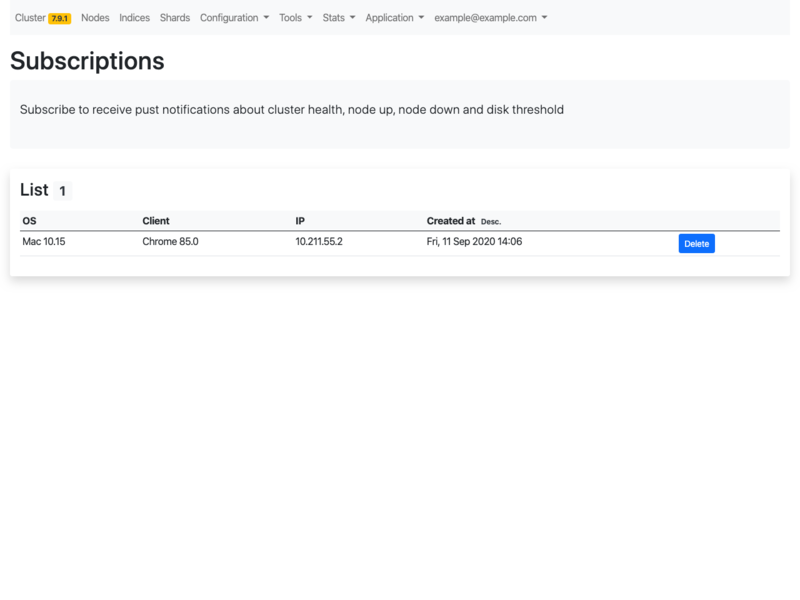 Cluster 7.9.1 Nodes Indices Shards Configuration Tools Stats Application example@example.com
Subscriptions
Subscribe to receive pust notifications about cluster health, node up, node down and disk threshold
List 1
OS Client IP Created at Desc.
Mac 10.15 Chrome 85.0 10.211.55.2 Fri, 11 Sep 2020 14:06 Delete